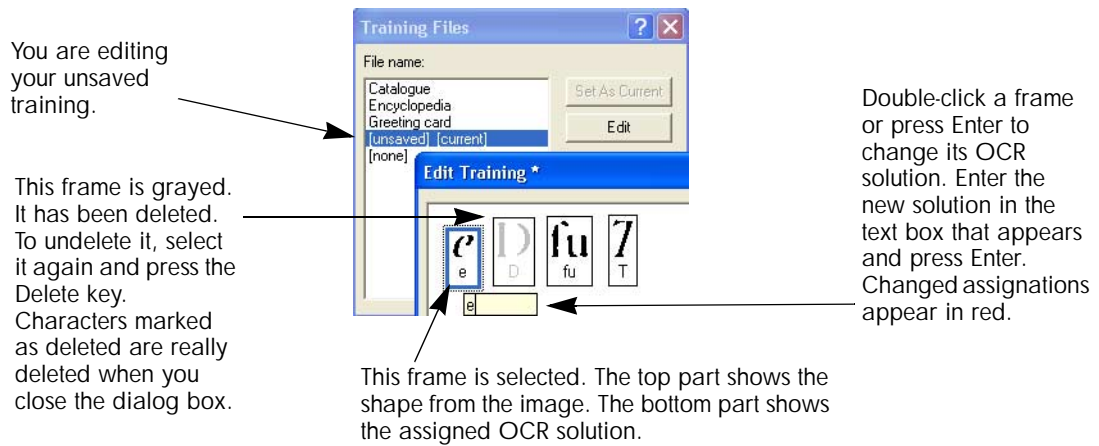 You are editing
your unsaved
training.
This frame is grayed.
It has been deleted.
To undelete it, select
it again and press the
Delete key.
Characters marked
as deleted are really
deleted when you
close the dialog box.
Training Files
File name:
Catalogue
Encyclopedia
Greeting card
[unsaved] [current]
[none]
Set As Current
Edit
Edit Training *
e D fu 7
e D fu T
e
Double-click a frame
or press Enter to
change its OCR
solution. Enter the
new solution in the
text box that appears
and press Enter.
Changed assignations
appear in red.
This frame is selected. The top part shows the
shape from the image. The bottom part shows
the assigned OCR solution.